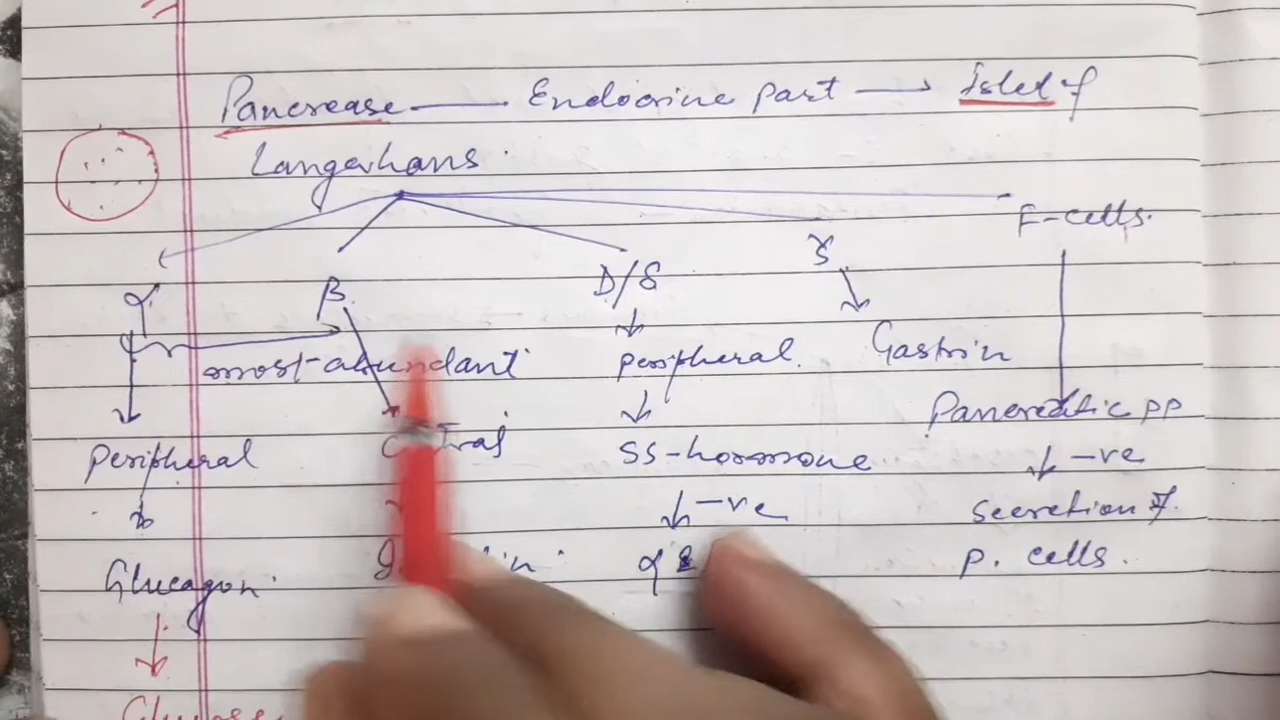 Pancrease —— Endocrine part —> Islet of
Langerhans.
F-cells.
α β D/δ γ
most-abundant peripheral. Gastrin
Pancreatic PP
peripheral SS-hormone -ve
-ve secretion of
α p. cells.
Glucagon